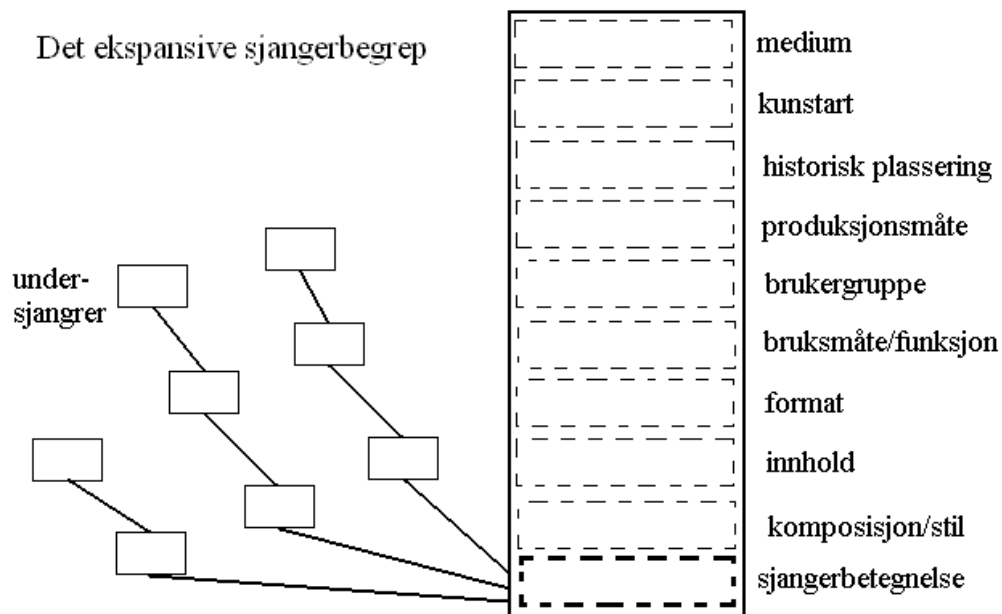 Det ekspansive sjangerbegrep
medium
kunstart
historisk plassering
produksjonsmåte
under-
sjangrer
brukergruppe
bruksmåte/funksjon
format
innhold
komposisjon/stil
sjangerbetegnelse